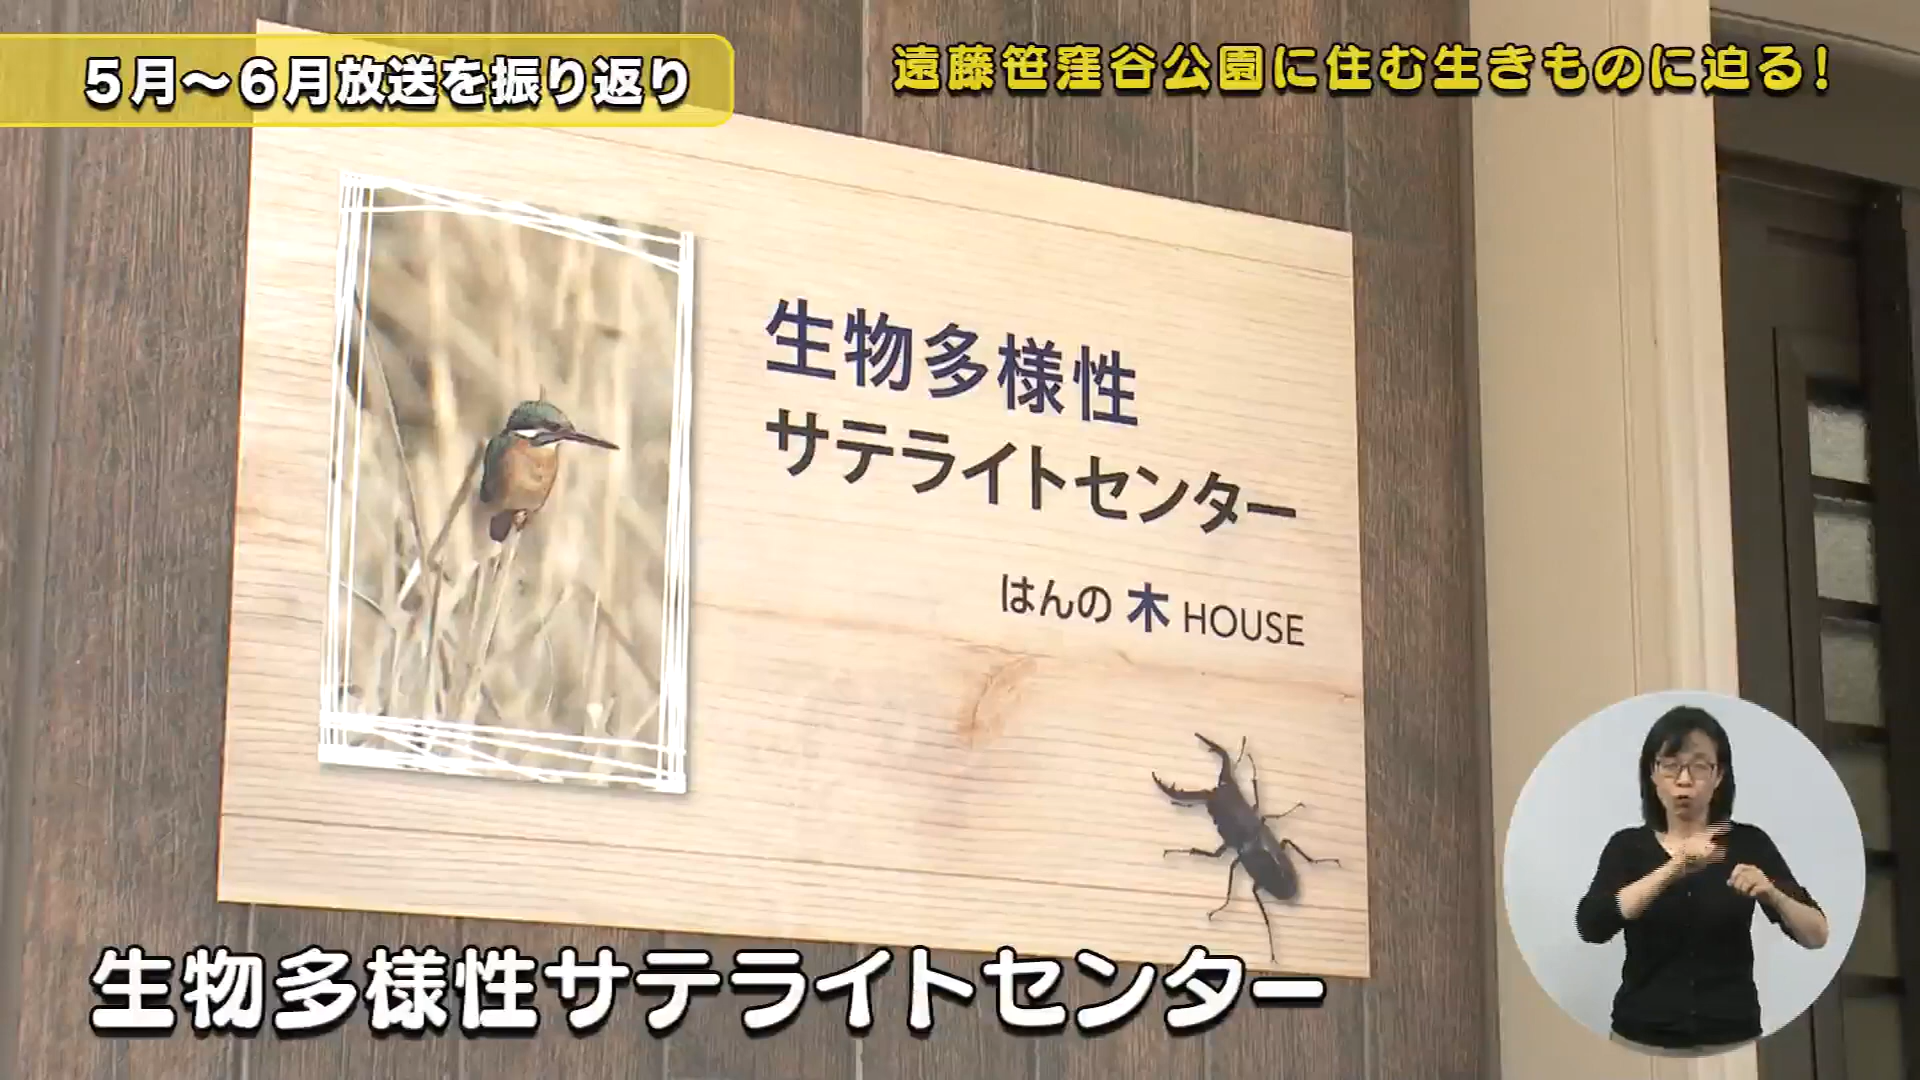 5月～6月放送を振り返り
遠藤笹窪谷公園に住む生きものに迫る!
生物多様性
サテライトセンター
はんの木 HOUSE
生物多様性サテライトセンター